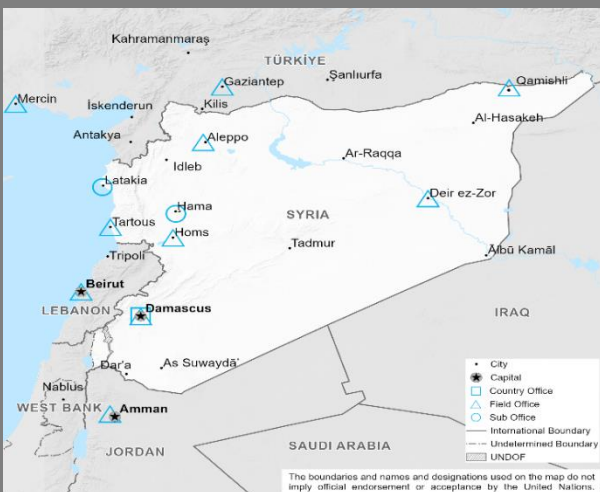 Kahramanmaraş
TÜRKİYE
Gaziantep
Şanlıurfa
Qamishli
Mercin
İskenderun
Kilis
Al-Hasakeh
Antakya
Aleppo
Idleb
Ar-Raqqa
Latakia
Deir ez-Zor
Hama
SYRIA
Tartous
Homs
Tadmur
Ālbū Kamāl
Tripoli
Beirut
LEBANON
Damascus
IRAQ
Dar'a
As Suwaydā'
Nablus
WEST BANK
Amman
JORDAN
SAUDI ARABIA
City
Capital
Country Office
Field Office
Sub Office
International Boundary
Undetermined Boundary
UNDOF
The boundaries and names and designations used on the map do not
imply official endorsement or acceptance by the United Nations.